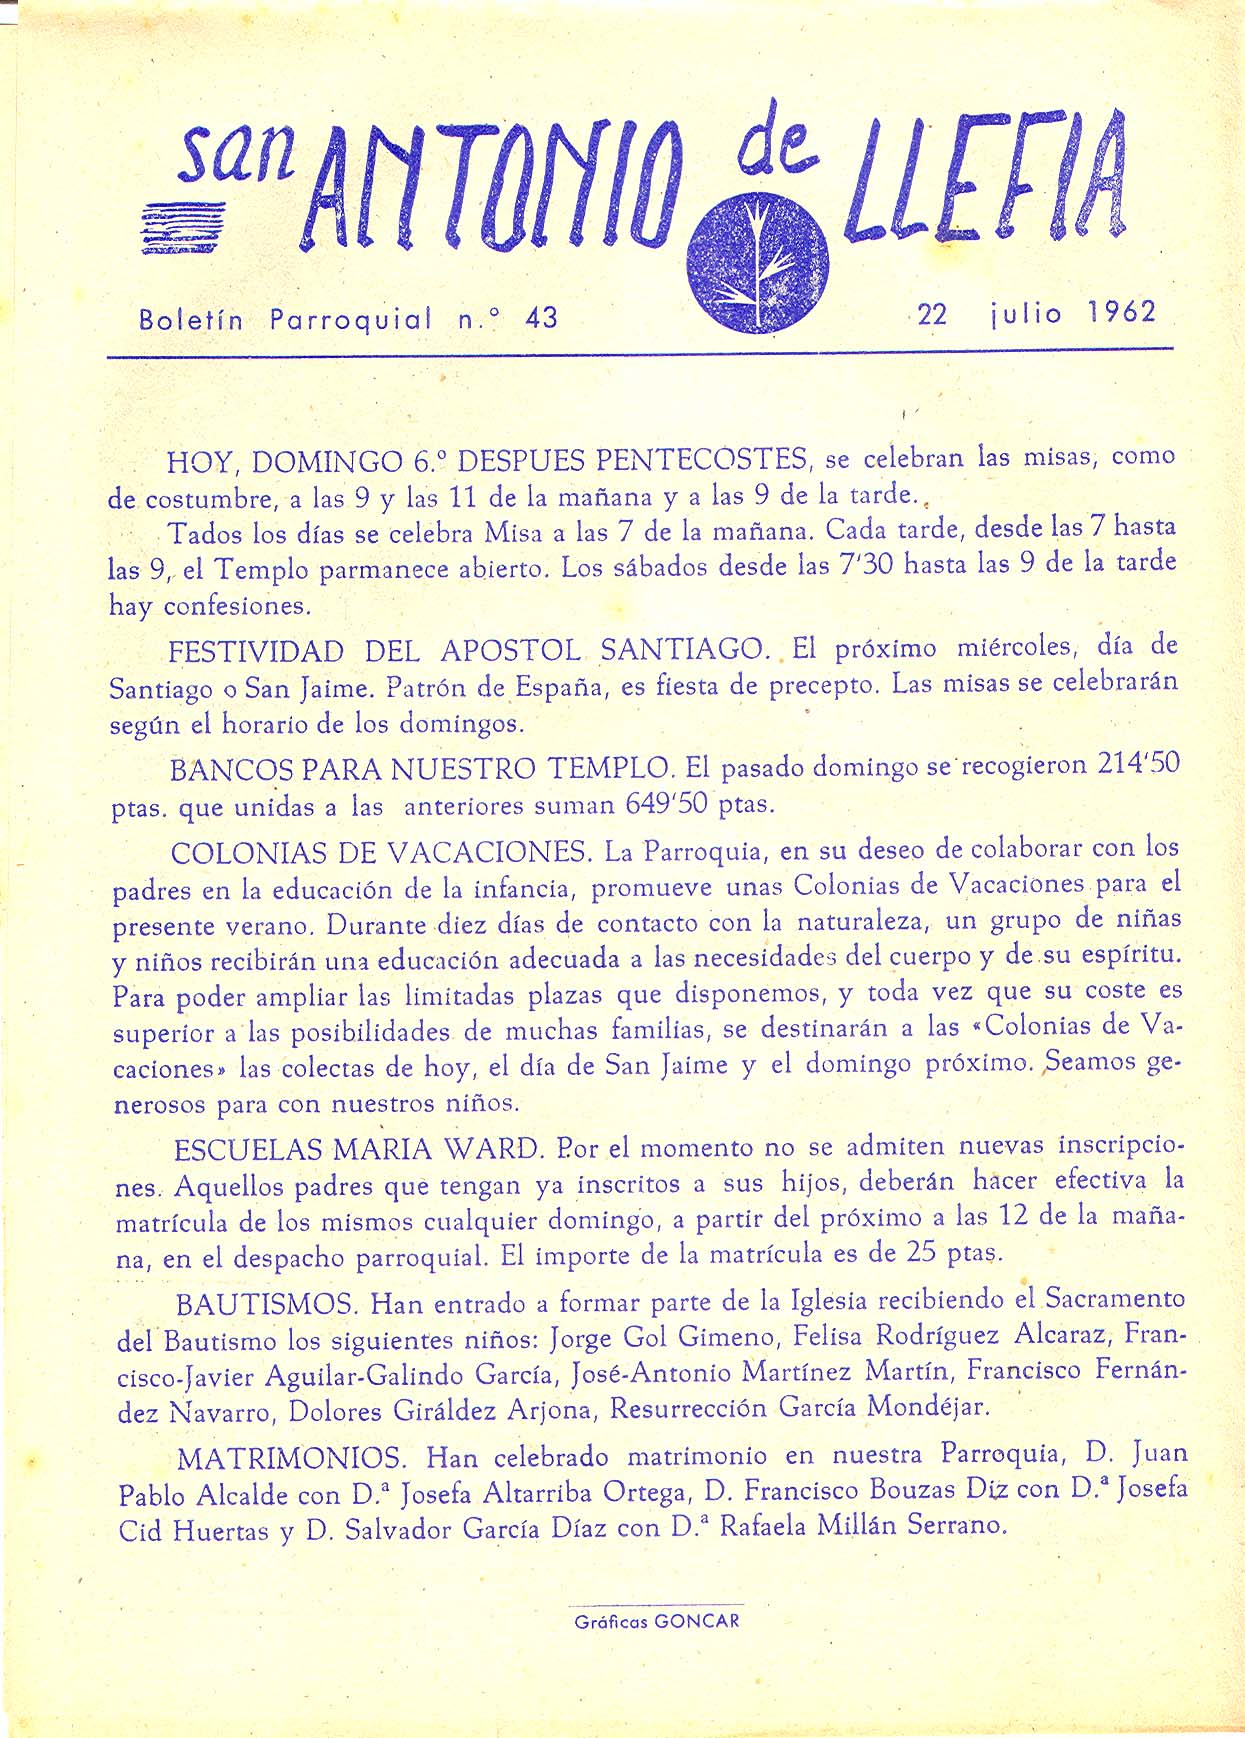 san ANTONIO de LLEFIA
Boletín Parroquial n.º 43 22 julio 1962
HOY, DOMINGO 6.º DESPUES PENTECOSTES, se celebran las misas, como
de costumbre, a las 9 y las 11 de la mañana y a las 9 de la tarde.
Tados los días se celebra Misa a las 7 de la mañana. Cada tarde, desde las 7 hasta
las 9, el Templo parmanece abierto. Los sábados desde las 7'30 hasta las 9 de la tarde
hay confesiones.
FESTIVIDAD DEL APOSTOL SANTIAGO. El próximo miércoles, día de
Santiago o San Jaime. Patrón de España, es fiesta de precepto. Las misas se celebrarán
según el horario de los domingos.
BANCOS PARA NUESTRO TEMPLO. El pasado domingo se recogieron 214'50
ptas. que unidas a las anteriores suman 649'50 ptas.
COLONIAS DE VACACIONES. La Parroquia, en su deseo de colaborar con los
padres en la educación de la infancia, promueve unas Colonias de Vacaciones para el
presente verano. Durante diez días de contacto con la naturaleza, un grupo de niñas
y niños recibirán una educación adecuada a las necesidades del cuerpo y de su espíritu.
Para poder ampliar las limitadas plazas que disponemos, y toda vez que su coste es
superior a las posibilidades de muchas familias, se destinarán a las «Colonias de Va-
caciones» las colectas de hoy, el día de San Jaime y el domingo próximo. Seamos ge-
nerosos para con nuestros niños.
ESCUELAS MARIA WARD. Por el momento no se admiten nuevas inscripcio-
nes. Aquellos padres que tengan ya inscritos a sus hijos, deberán hacer efectiva la
matrícula de los mismos cualquier domingo, a partir del próximo a las 12 de la maña-
na, en el despacho parroquial. El importe de la matrícula es de 25 ptas.
BAUTISMOS. Han entrado a formar parte de la Iglesia recibiendo el Sacramento
del Bautismo los siguientes niños: Jorge Gol Gimeno, Felisa Rodríguez Alcaraz, Fran-
cisco-Javier Aguilar-Galindo García, José-Antonio Martínez Martín, Francisco Fernán-
dez Navarro, Dolores Giráldez Arjona, Resurrección García Mondéjar.
MATRIMONIOS. Han celebrado matrimonio en nuestra Parroquia, D. Juan
Pablo Alcalde con D.ª Josefa Altarriba Ortega, D. Francisco Bouzas Diz con D.ª Josefa
Cid Huertas y D. Salvador García Díaz con D.ª Rafaela Millán Serrano.
Gráficas GONCAR